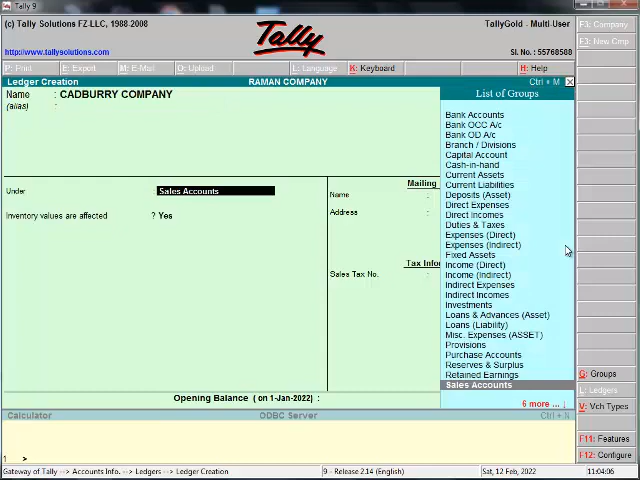 Tally 9
(c) Tally Solutions FZ-LLC, 1988-2008
http://www.tallysolutions.com
Tally
TallyGold - Multi-User
Sl. No. : 55768588
F3: Company
F3: New Cmp
P: Print
E: Export
M: E-Mail
O: Upload
L: Language
K: Keyboard
H: Help
Ledger Creation
RAMAN COMPANY
Ctrl + M
Name : CADBURRY COMPANY
(alias) :
Under : Sales Accounts
Inventory values are affected ? Yes
Mailing
Name :
Address :
Tax Info
Sales Tax No. :
Opening Balance ( on 1-Jan-2022) :
List of Groups
Bank Accounts
Bank OCC A/c
Bank OD A/c
Branch / Divisions
Capital Account
Cash-in-hand
Current Assets
Current Liabilities
Deposits (Asset)
Direct Expenses
Direct Incomes
Duties & Taxes
Expenses (Direct)
Expenses (Indirect)
Fixed Assets
Income (Direct)
Income (Indirect)
Indirect Expenses
Indirect Incomes
Investments
Loans & Advances (Asset)
Loans (Liability)
Misc. Expenses (ASSET)
Provisions
Purchase Accounts
Reserves & Surplus
Retained Earnings
Sales Accounts
6 more ... ↓
G: Groups
L: Ledgers
V: Vch Types
F11: Features
F12: Configure
Calculator
ODBC Server
Ctrl + N
1 >
Gateway of Tally --> Accounts Info. --> Ledgers --> Ledger Creation
9 - Release 2.14 (English)
Sat, 12 Feb, 2022
11:04:06